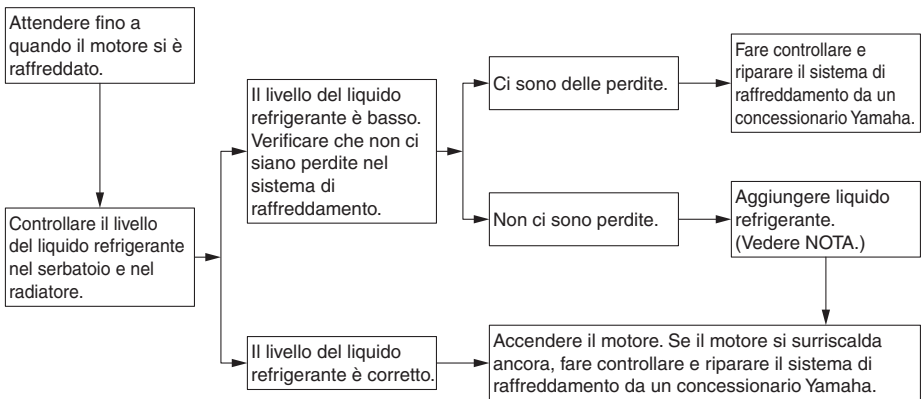 Attendere fino a
quando il motore si è
raffreddato.
Controllare il livello
del liquido refrigerante
nel serbatoio e nel
radiatore.
Il livello del liquido
refrigerante è basso.
Verificare che non ci
siano perdite nel
sistema di
raffreddamento.
Il livello del liquido
refrigerante è corretto.
Ci sono delle perdite.
Non ci sono perdite.
Fare controllare e
riparare il sistema di
raffreddamento da un
concessionario Yamaha.
Aggiungere liquido
refrigerante.
(Vedere NOTA.)
Accendere il motore. Se il motore si surriscalda
ancora, fare controllare e riparare il sistema di
raffreddamento da un concessionario Yamaha.